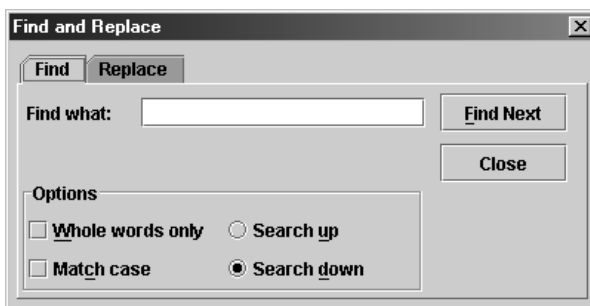 Find and Replace
Find Replace
Find what: Find Next
Close
Options
Whole words only Search up
Match case Search down